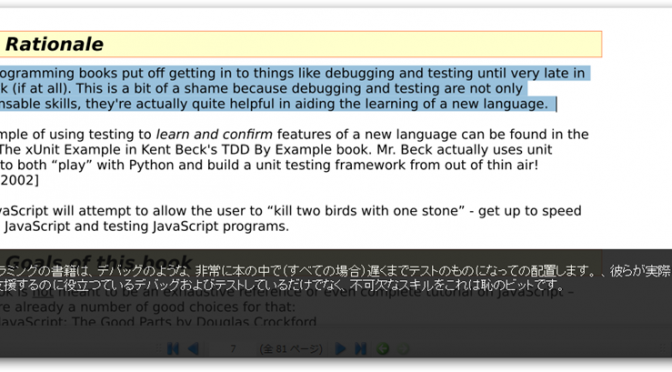 Rationale
ogramming books put off getting in to things like debugging and testing until very late in
k (if at all). This is a bit of a shame because debugging and testing are not only
nsable skills, they're actually quite helpful in aiding the learning of a new language.
mple of using testing to learn and confirm features of a new language can be found in the
The xUnit Example in Kent Beck's TDD By Example book. Mr. Beck actually uses unit
to both “play” with Python and build a unit testing framework from out of thin air!
2002]
vaScript will attempt to allow the user to “kill two birds with one stone” - get up to speed
JavaScript and testing JavaScript programs.
Goals of this book
ラミングの書籍は、デバッグのような、非常に本の中で(すべての場合)遅くまでテストのものになっての配置します。、彼らが実際
支援するのに役立つているデバッグおよびテストしているだけでなく、不可欠なスキルをこれは恥のビットです。
ok is not meant to be an exhaustive reference or even complete tutorial on JavaScript –
re already a number of good choices for that:
JavaScript: The Good Parts by Douglas Crockford
7 (全 81 ページ)